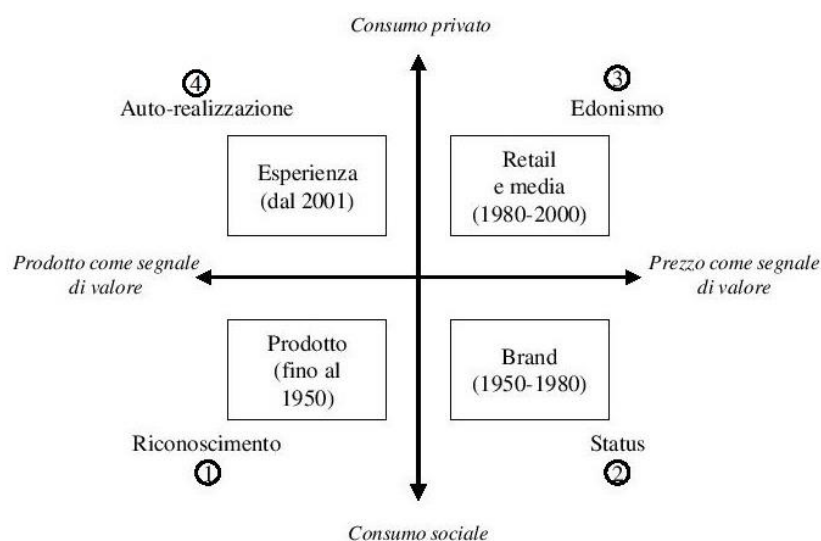 Consumo privato
4
Auto-realizzazione
3
Edonismo
Esperienza
(dal 2001)
Retail
e media
(1980-2000)
Prodotto come segnale
di valore
Prezzo come segnale
di valore
Prodotto
(fino al
1950)
Brand
(1950-1980)
Riconoscimento
1
Status
2
Consumo sociale